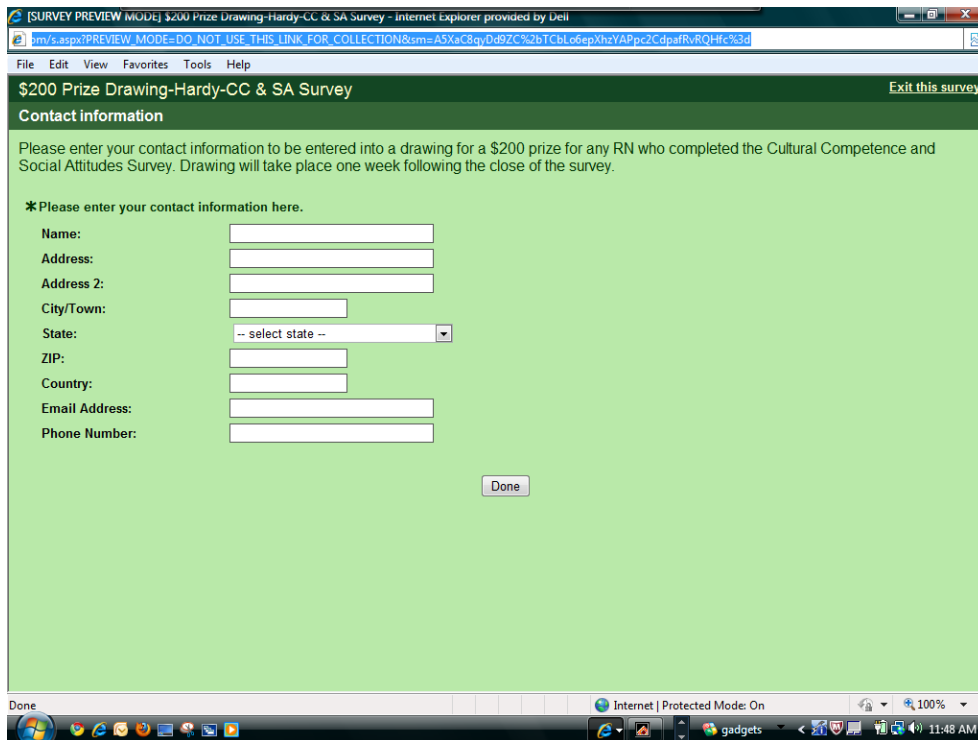 [SURVEY PREVIEW MODE] $200 Prize Drawing-Hardy-CC & SA Survey - Internet Explorer provided by Dell
om/s.aspx?PREVIEW_MODE=DO_NOT_USE_THIS_LINK_FOR_COLLECTION&sm=A5XaC8qyDd9ZC%2bTCbLo6epXhzYAPpc2CdpafRvRQHfc%3d
File Edit View Favorites Tools Help
$200 Prize Drawing-Hardy-CC & SA Survey Exit this survey
Contact information
Please enter your contact information to be entered into a drawing for a $200 prize for any RN who completed the Cultural Competence and
Social Attitudes Survey. Drawing will take place one week following the close of the survey.
*Please enter your contact information here.
Name:
Address:
Address 2:
City/Town:
State: -- select state --
ZIP:
Country:
Email Address:
Phone Number:
Done
Done Internet | Protected Mode: On 100%
gadgets 11:48 AM